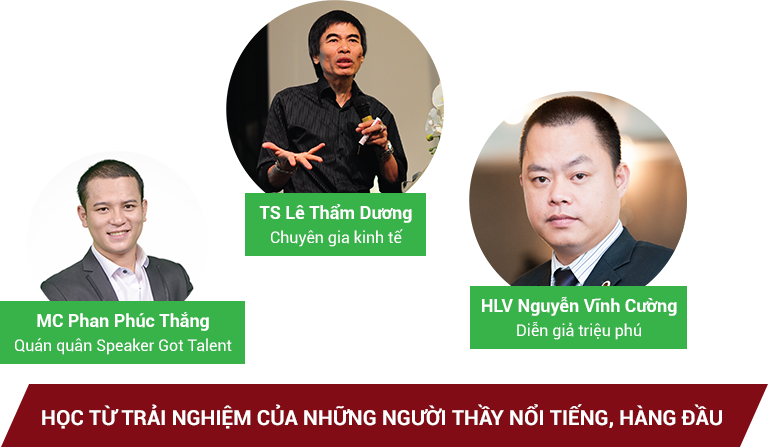 TS Lê Thẩm Dương
Chuyên gia kinh tế
HLV Nguyễn Vĩnh Cường
Diễn giả triệu phú
MC Phan Phúc Thắng
Quán quân Speaker Got Talent
HỌC TỪ TRẢI NGHIỆM CỦA NHỮNG NGƯỜI THẦY NỔI TIẾNG, HÀNG ĐẦU